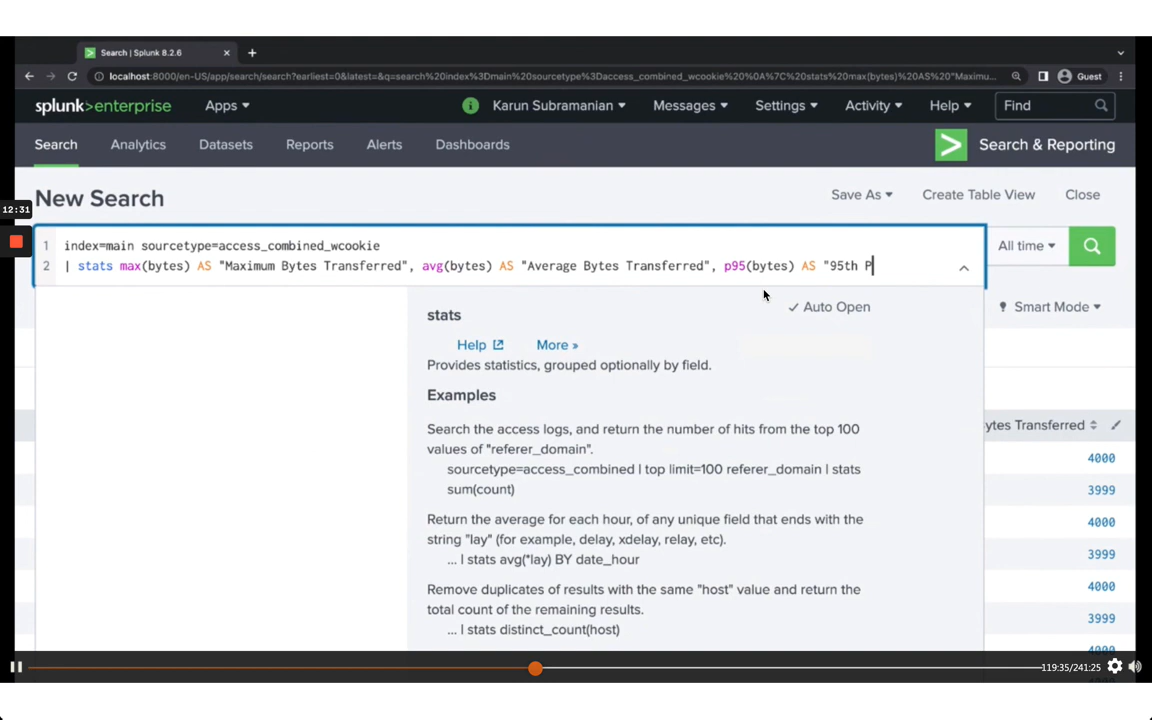 Search | Splunk 8.2.6
localhost:8000/en-US/app/search/search?earliest=0&latest=&q=search%20index%3Dmain%20sourcetype%3Daccess_combined_wcookie%20%0A%7C%20stats%20max(bytes)%20AS%20"Maximu...
Guest
splunk>enterprise Apps Karun Subramanian Messages Settings Activity Help Find
Search Analytics Datasets Reports Alerts Dashboards Search & Reporting
New Search Save As Create Table View Close
12:31
1 index=main sourcetype=access_combined_wcookie
2 | stats max(bytes) AS "Maximum Bytes Transferred", avg(bytes) AS "Average Bytes Transferred", p95(bytes) AS "95th P
All time
stats
Auto Open
Smart Mode
Help More »
Provides statistics, grouped optionally by field.
Examples
Search the access logs, and return the number of hits from the top 100
values of "referer_domain".
sourcetype=access_combined | top limit=100 referer_domain | stats
sum(count)
Return the average for each hour, of any unique field that ends with the
string "lay" (for example, delay, xdelay, relay, etc).
... | stats avg(*lay) BY date_hour
Remove duplicates of results with the same "host" value and return the
total count of the remaining results.
... | stats distinct_count(host)
ytes Transferred
4000
3999
4000
3999
4000
3999
4000
119:35/241:25